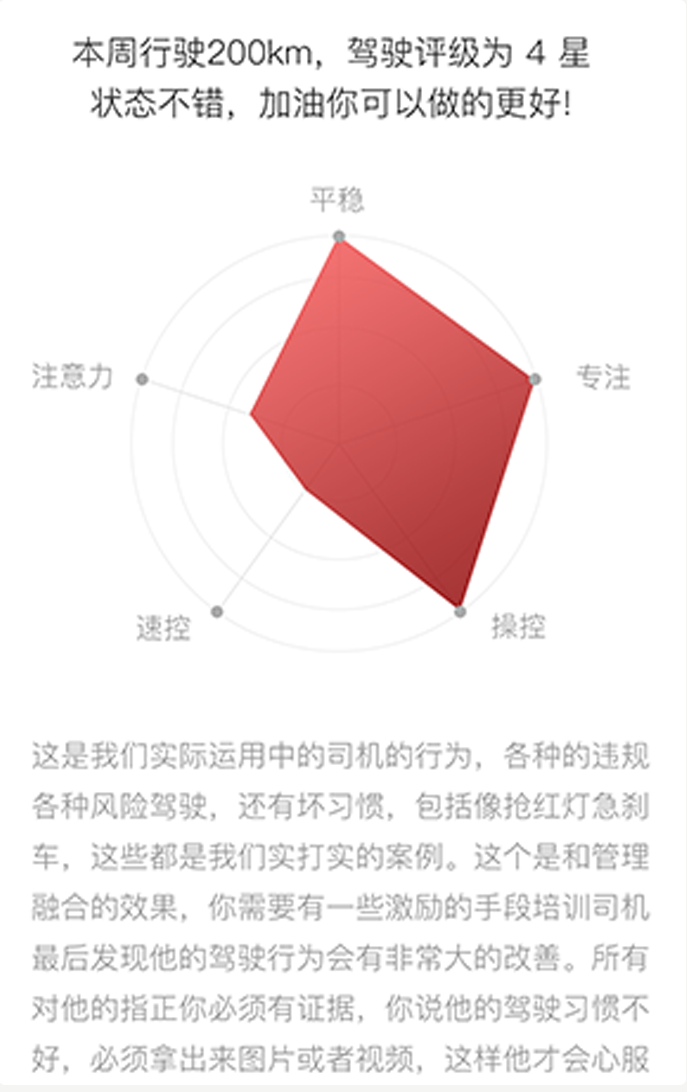 本周行驶200km，驾驶评级为 4 星
状态不错，加油你可以做的更好!
平稳
注意力
专注
速控
操控
这是我们实际运用中的司机的行为，各种的违规
各种风险驾驶，还有坏习惯，包括像抢红灯急刹
车，这些都是我们实打实的案例。这个是和管理
融合的效果，你需要有一些激励的手段培训司机
最后发现他的驾驶行为会有非常大的改善。所有
对他的指正你必须有证据，你说他的驾驶习惯不
好，必须拿出来图片或者视频，这样他才会心服